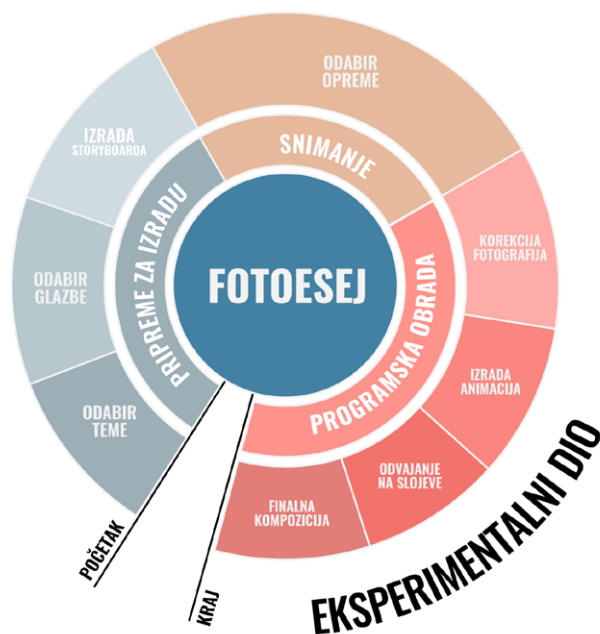 FOTOESEJ
PRIPREME ZA IZRADU
ODABIR
TEME
ODABIR
GLAZBE
IZRADA
STORYBOARDA
SNIMANJE
ODABIR
OPREME
PROGRAMSKA OBRADA
KOREKCIJA
FOTOGRAFIJA
IZRADA
ANIMACIJA
ODVAJANJE
NA SLOJEVE
FINALNA
KOMPOZICIJA
POČETAK
KRAJ
EKSPERIMENTALNI DIO